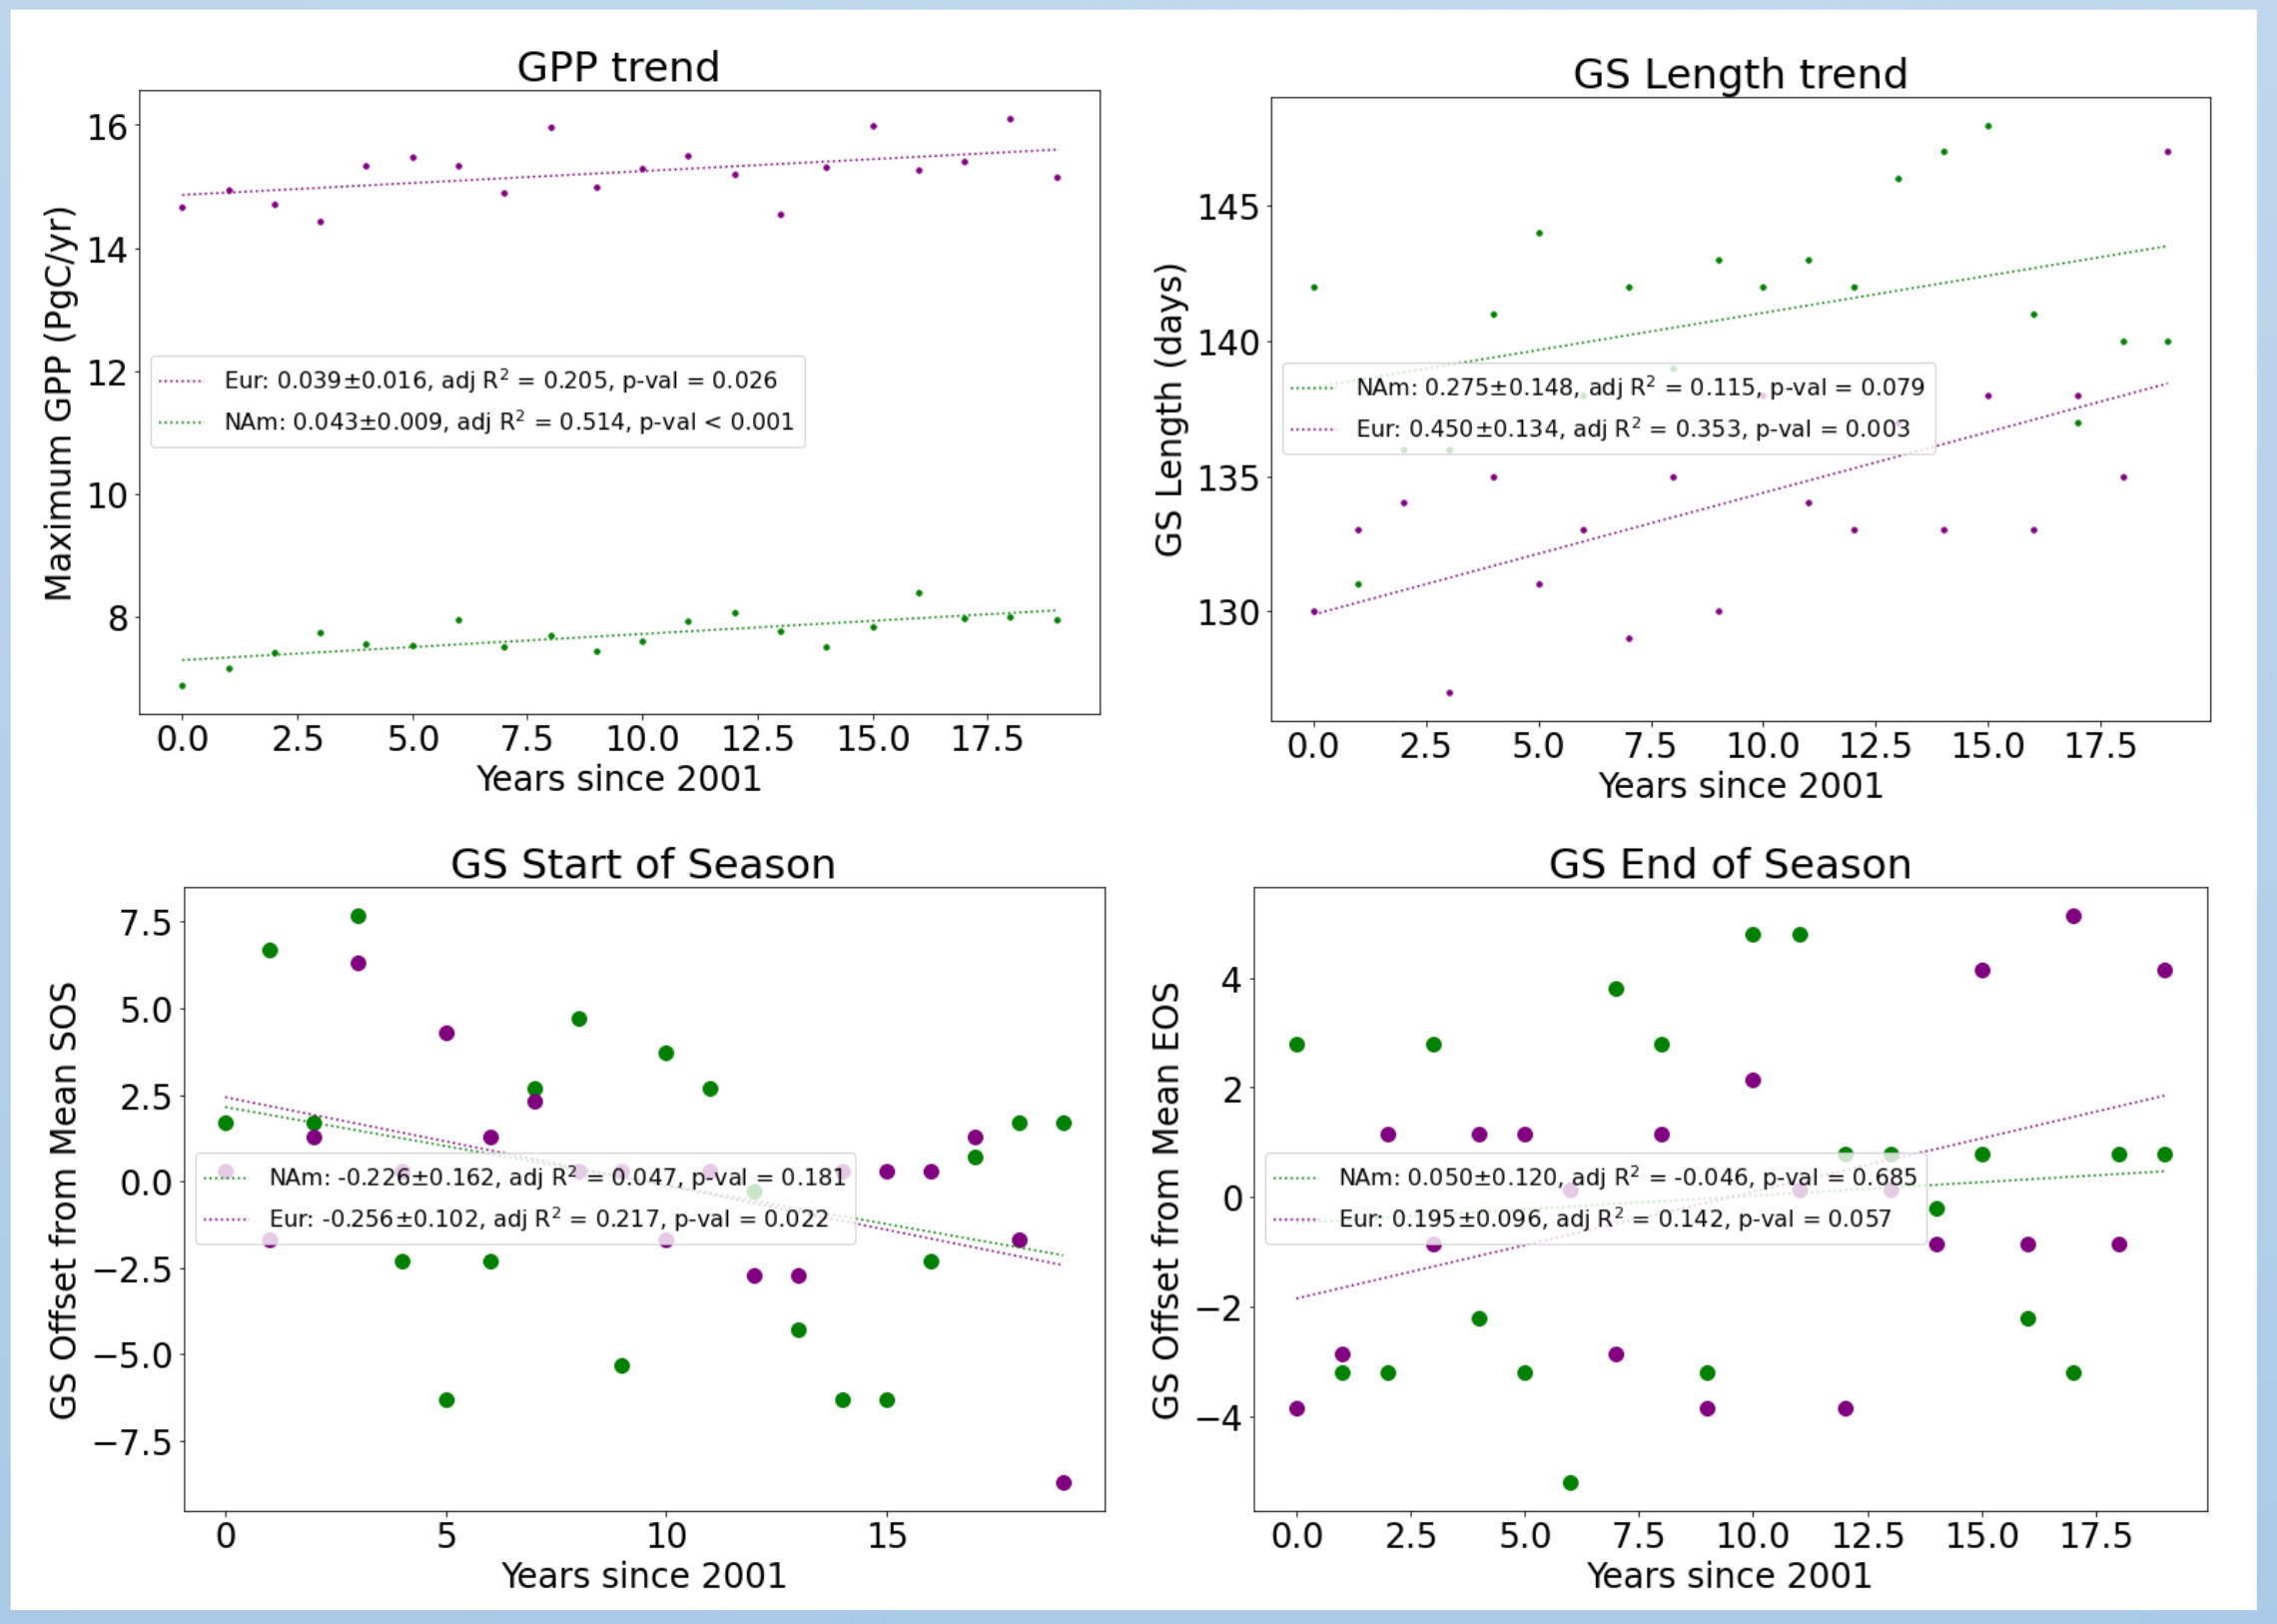 GPP trend
Maximum GPP (PgC/yr)
16
14
12
10
8
Eur: 0.039±0.016, adj R² = 0.205, p-val = 0.026
NAm: 0.043±0.009, adj R² = 0.514, p-val < 0.001
0.0 2.5 5.0 7.5 10.0 12.5 15.0 17.5
Years since 2001
GS Length trend
GS Length (days)
145
140
135
130
NAm: 0.275±0.148, adj R² = 0.115, p-val = 0.079
Eur: 0.450±0.134, adj R² = 0.353, p-val = 0.003
0.0 2.5 5.0 7.5 10.0 12.5 15.0 17.5
Years since 2001
GS Start of Season
GS Offset from Mean SOS
7.5
5.0
2.5
0.0
−2.5
−5.0
−7.5
NAm: -0.226±0.162, adj R² = 0.047, p-val = 0.181
Eur: -0.256±0.102, adj R² = 0.217, p-val = 0.022
0 5 10 15
Years since 2001
GS End of Season
GS Offset from Mean EOS
4
2
0
−2
−4
NAm: 0.050±0.120, adj R² = -0.046, p-val = 0.685
Eur: 0.195±0.096, adj R² = 0.142, p-val = 0.057
0.0 2.5 5.0 7.5 10.0 12.5 15.0 17.5
Years since 2001